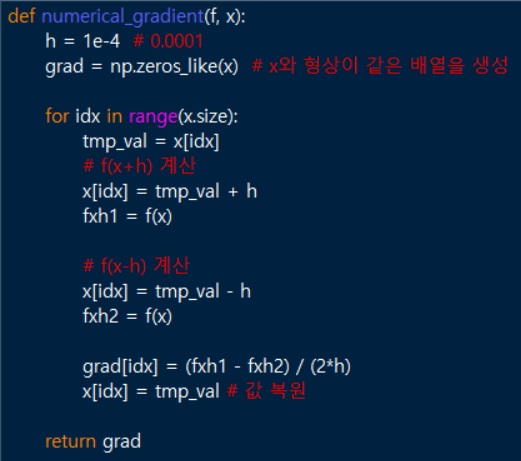 def numerical_gradient(f, x):
    h = 1e-4  # 0.0001
    grad = np.zeros_like(x)  # x와 형상이 같은 배열을 생성

    for idx in range(x.size):
        tmp_val = x[idx]
        # f(x+h) 계산
        x[idx] = tmp_val + h
        fxh1 = f(x)

        # f(x-h) 계산
        x[idx] = tmp_val - h
        fxh2 = f(x)

        grad[idx] = (fxh1 - fxh2) / (2*h)
        x[idx] = tmp_val # 값 복원

    return grad